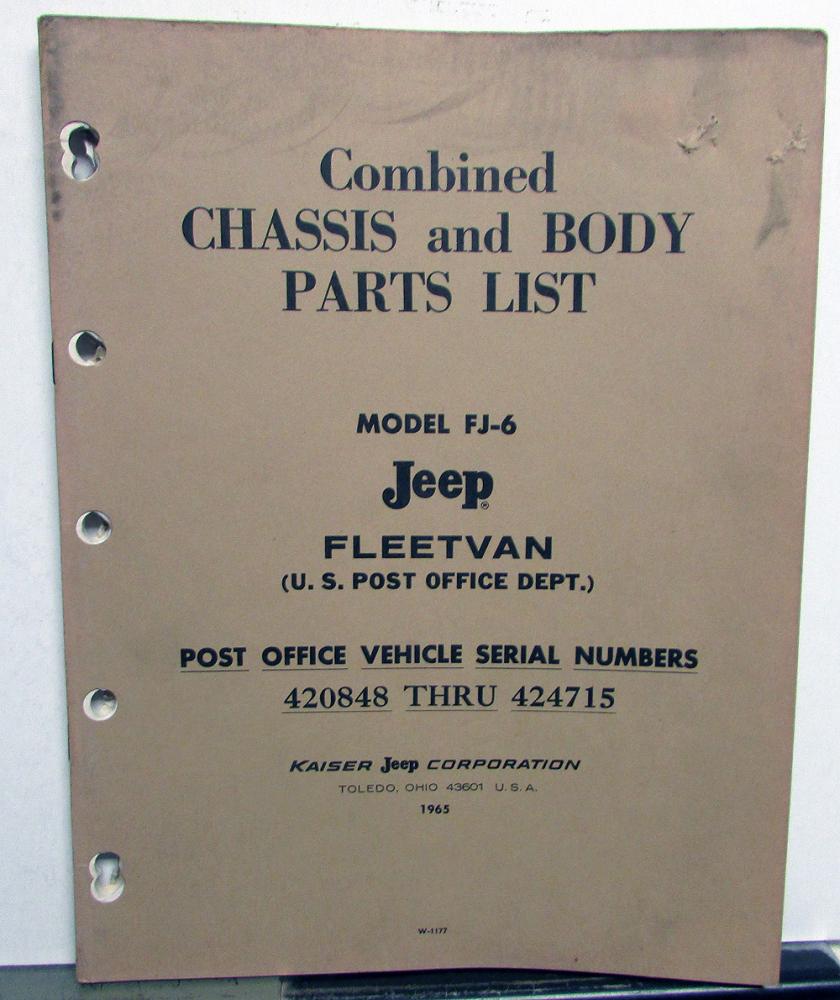 Combined
CHASSIS and BODY
PARTS LIST
MODEL FJ-6
Jeep®
FLEETVAN
(U. S. POST OFFICE DEPT.)
POST OFFICE VEHICLE SERIAL NUMBERS
420848 THRU 424715
KAISER Jeep CORPORATION
TOLEDO, OHIO 43601 U. S. A.
1965
W-1177